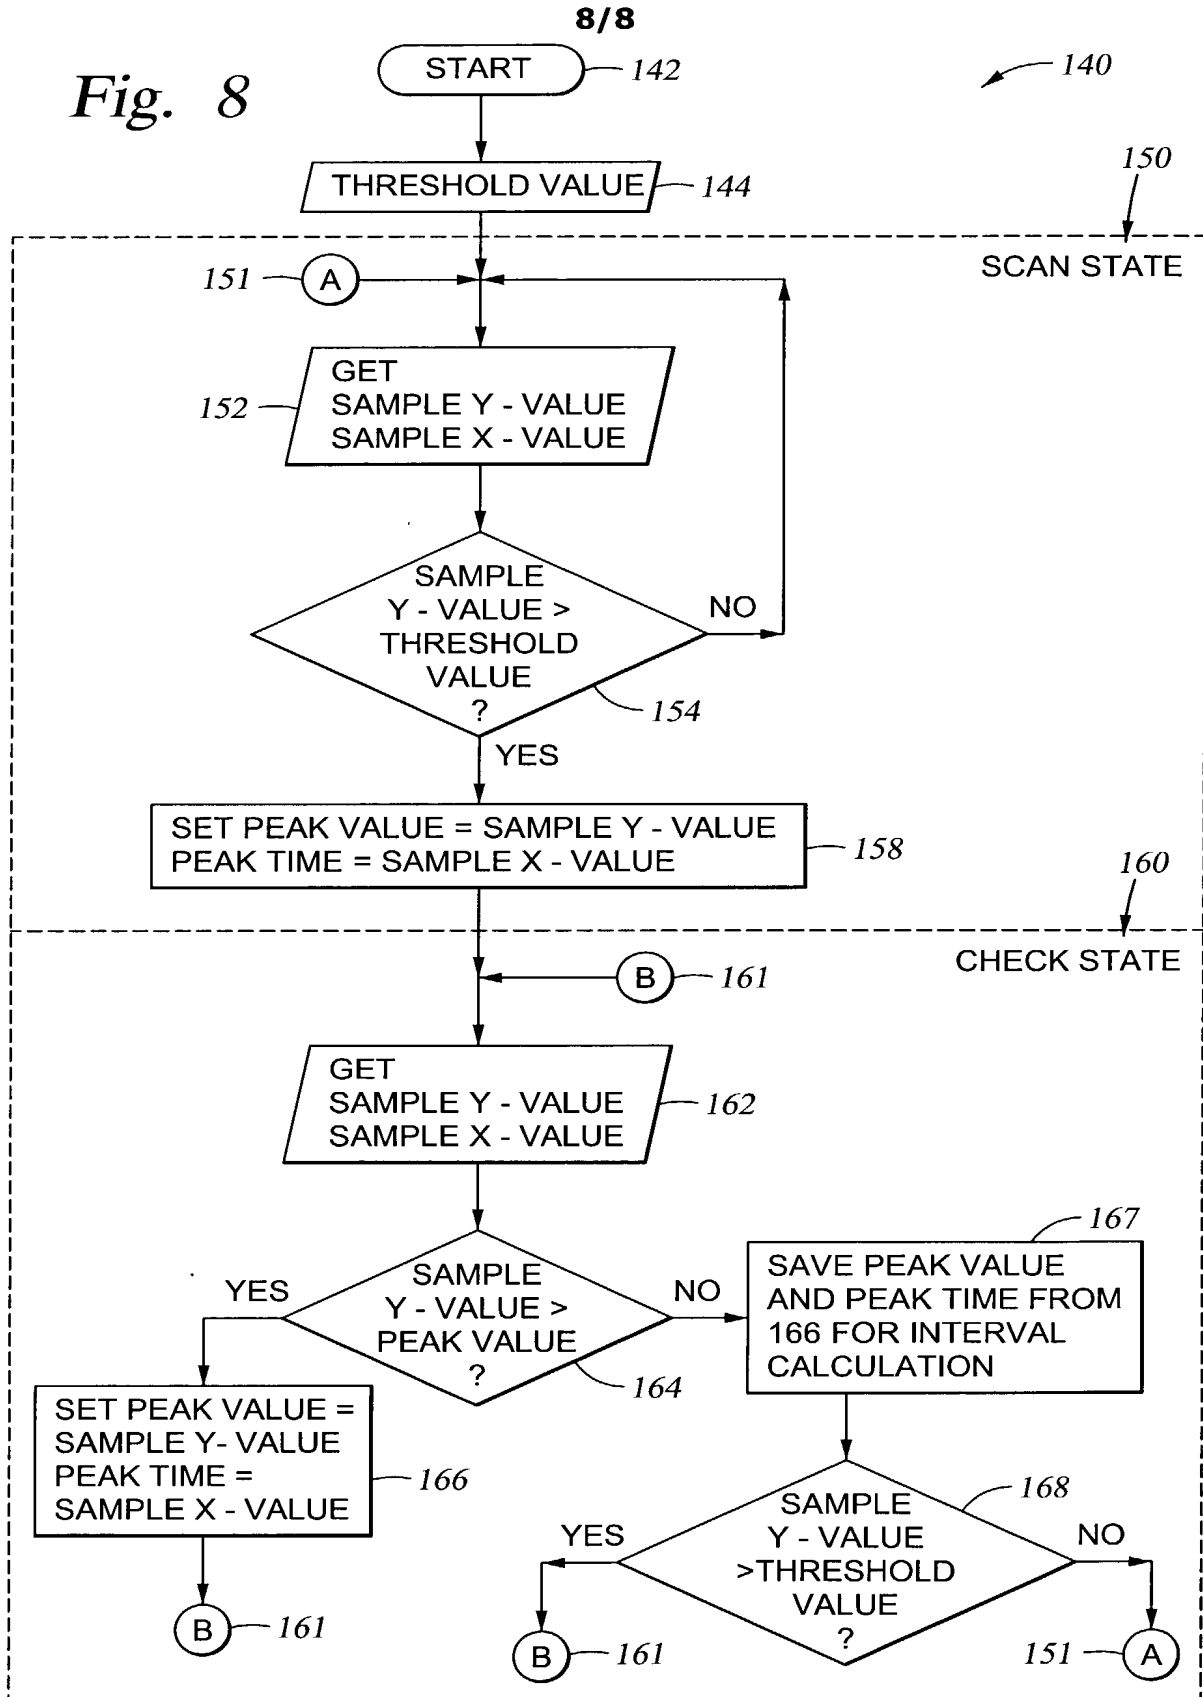 8/8
Fig. 8
START
142
140
THRESHOLD VALUE
144
150
SCAN STATE
151
A
GET
SAMPLE Y - VALUE
SAMPLE X - VALUE
152
SAMPLE
Y - VALUE >
THRESHOLD
VALUE
?
NO
154
YES
SET PEAK VALUE = SAMPLE Y - VALUE
PEAK TIME = SAMPLE X - VALUE
158
160
CHECK STATE
B
161
GET
SAMPLE Y - VALUE
SAMPLE X - VALUE
162
YES
SAMPLE
Y - VALUE >
PEAK VALUE
?
NO
164
167
SAVE PEAK VALUE
AND PEAK TIME FROM
166 FOR INTERVAL
CALCULATION
SET PEAK VALUE =
SAMPLE Y- VALUE
PEAK TIME =
SAMPLE X - VALUE
166
168
YES
SAMPLE
Y - VALUE
>THRESHOLD
VALUE
?
NO
B
161
B
161
151
A